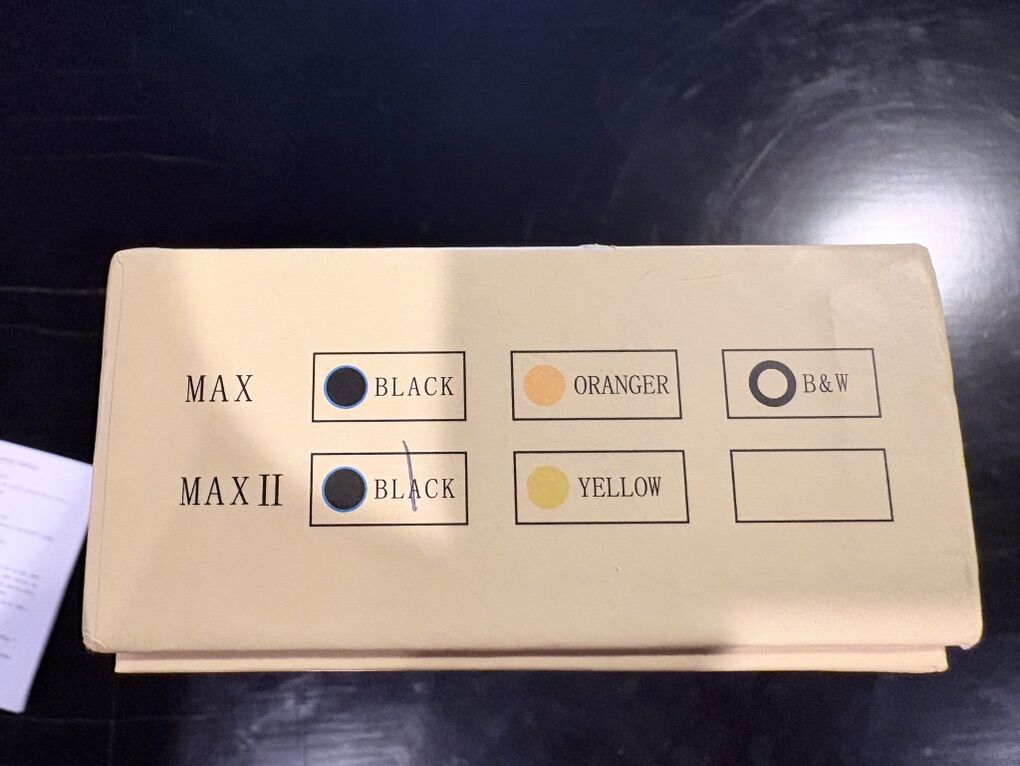 MAX BLACK ORANGER B&W
MAX II BLACK YELLOW